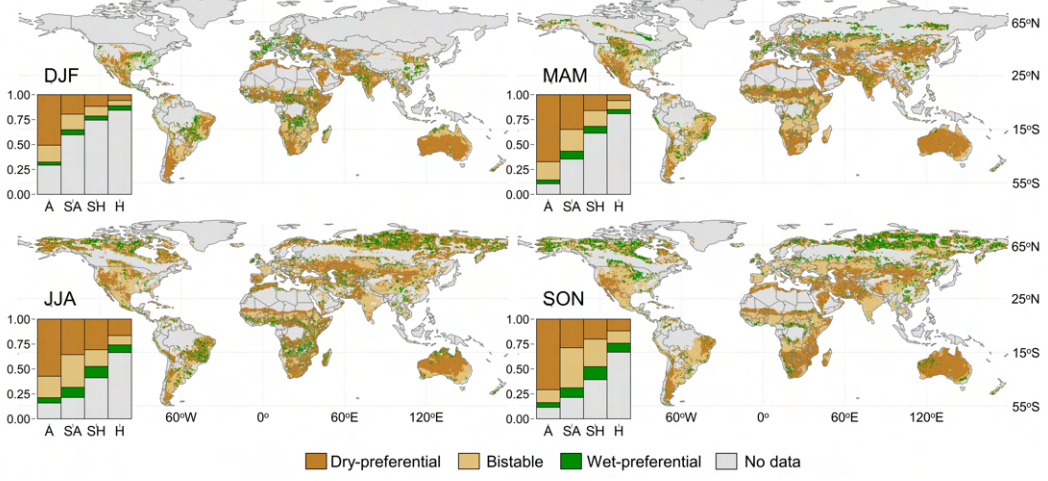 65°N
DJF
MAM
25°N
1.00
0.75
0.50
0.25
0.00
A SA SH H
1.00
0.75
0.50
0.25
0.00
A SA SH H
15°S
55°S
65°N
JJA
SON
25°N
1.00
0.75
0.50
0.25
0.00
A SA SH H
1.00
0.75
0.50
0.25
0.00
A SA SH H
15°S
55°S
60°W 0° 60°E 120°E
60°W 0° 60°E 120°E
Dry-preferential Bistable Wet-preferential No data